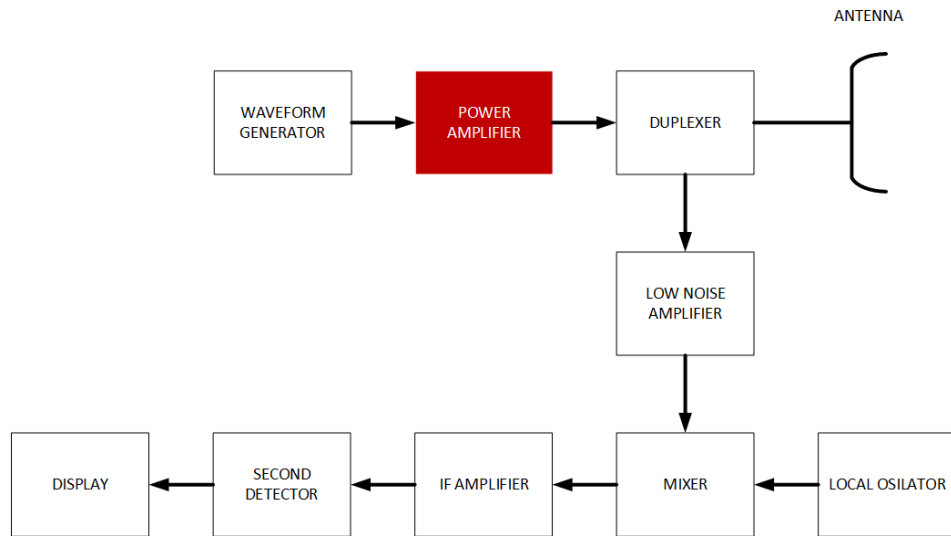 ANTENNA
WAVEFORM
GENERATOR
POWER
AMPLIFIER
DUPLEXER
LOW NOISE
AMPLIFIER
DISPLAY
SECOND
DETECTOR
IF AMPLIFIER
MIXER
LOCAL OSILATOR